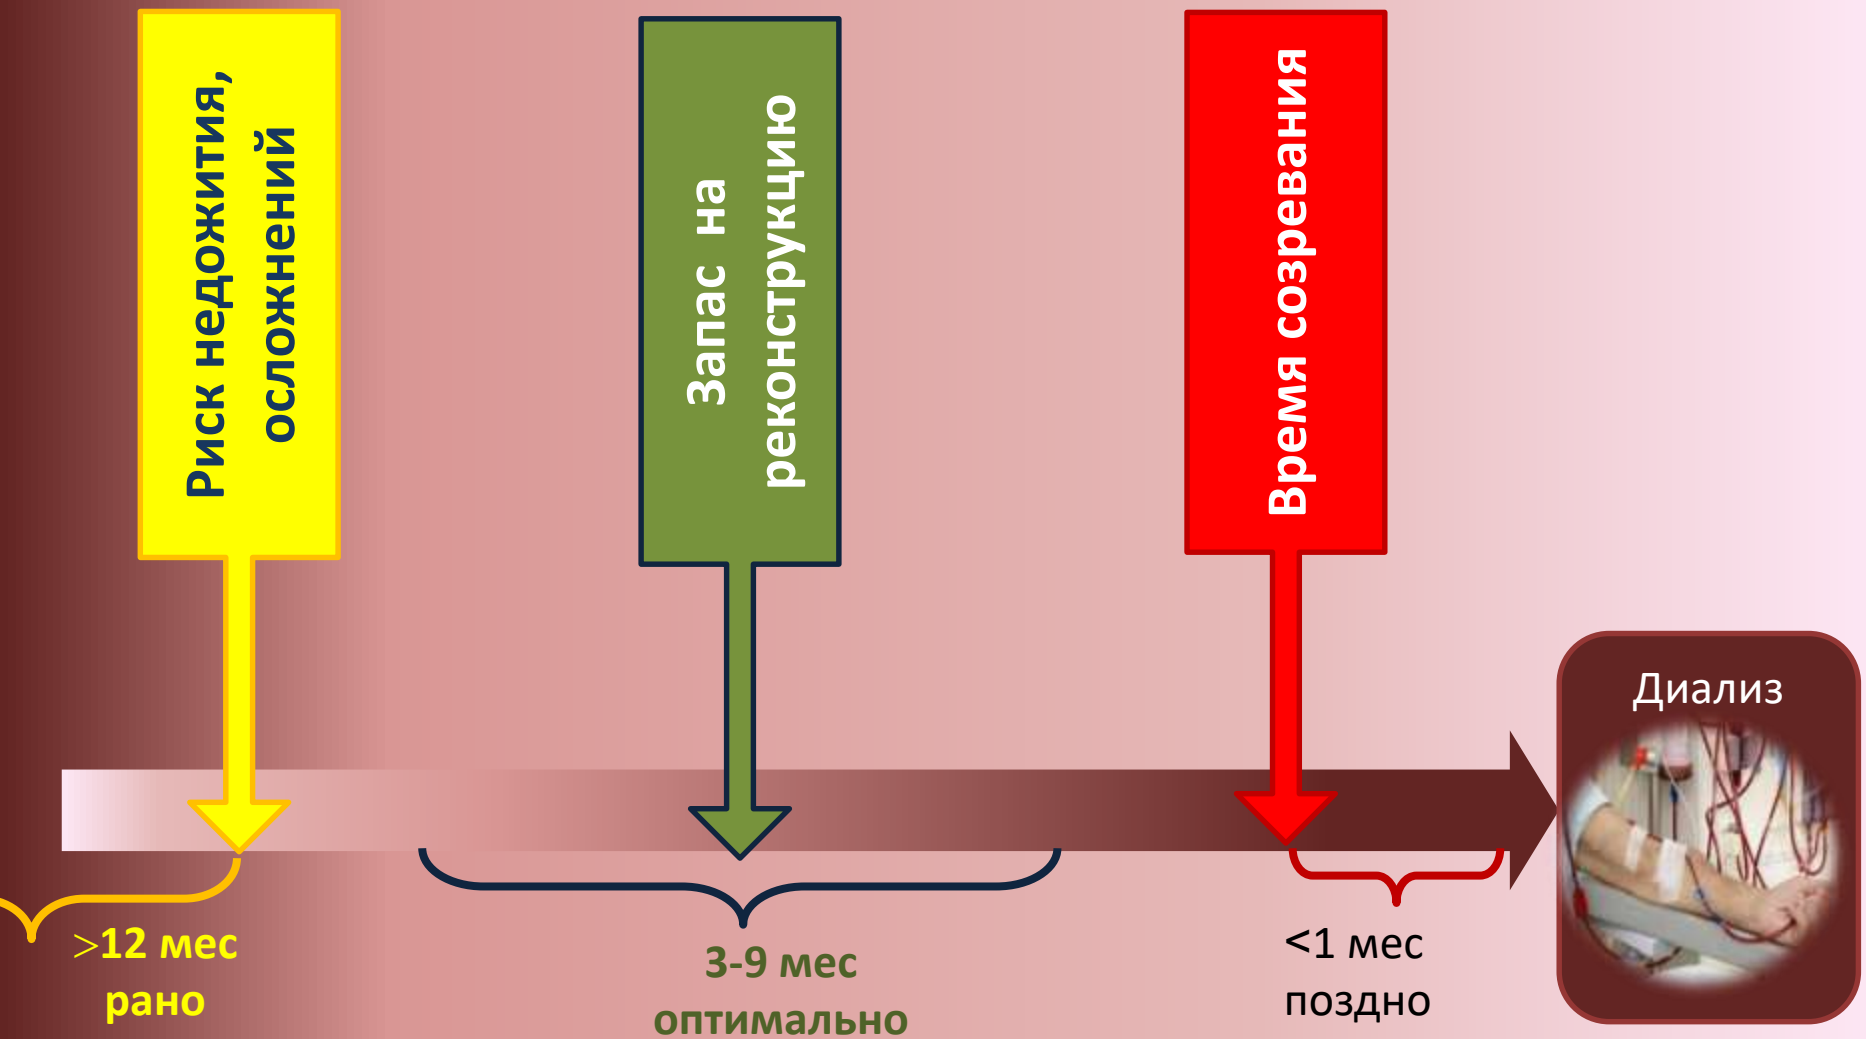 Риск недожития,
осложнений
Запас на
реконструкцию
Время созревания
Диализ
>12 мес
рано
3-9 мес
оптимально
<1 мес
поздно